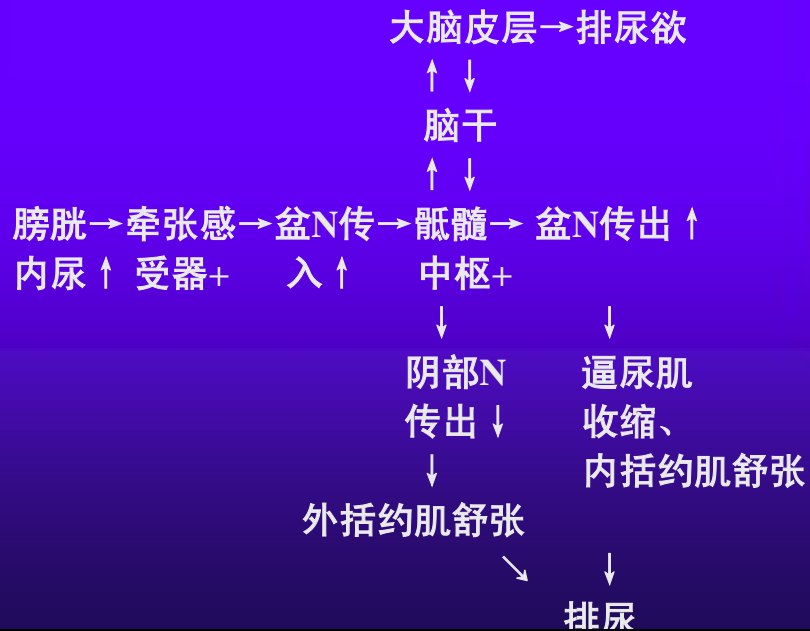 大脑皮层→排尿欲
↑ ↓
脑干
↑ ↓
膀胱→牵张感→盆N传→骶髓→ 盆N传出↑
内尿↑ 受器+ 入↑ 中枢+
↓ ↓
阴部N 逼尿肌
传出↓ 收缩、
↓ 内括约肌舒张
外括约肌舒张
↘ ↓
排尿